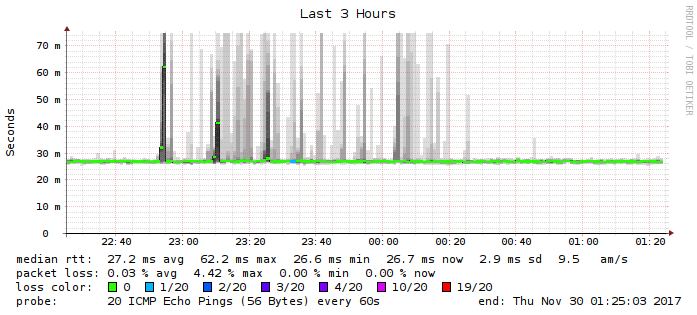 Last 3 Hours
RRDTOOL / TOBI OETIKER
Seconds
70 m
60 m
50 m
40 m
30 m
20 m
10 m
0
22:40 23:00 23:20 23:40 00:00 00:20 00:40 01:00 01:20
median rtt: 27.2 ms avg 62.2 ms max 26.6 ms min 26.7 ms now 2.9 ms sd 9.5 am/s
packet loss: 0.03 % avg 4.42 % max 0.00 % min 0.00 % now
loss color: 0 1/20 2/20 3/20 4/20 10/20 19/20
probe: 20 ICMP Echo Pings (56 Bytes) every 60s end: Thu Nov 30 01:25:03 2017